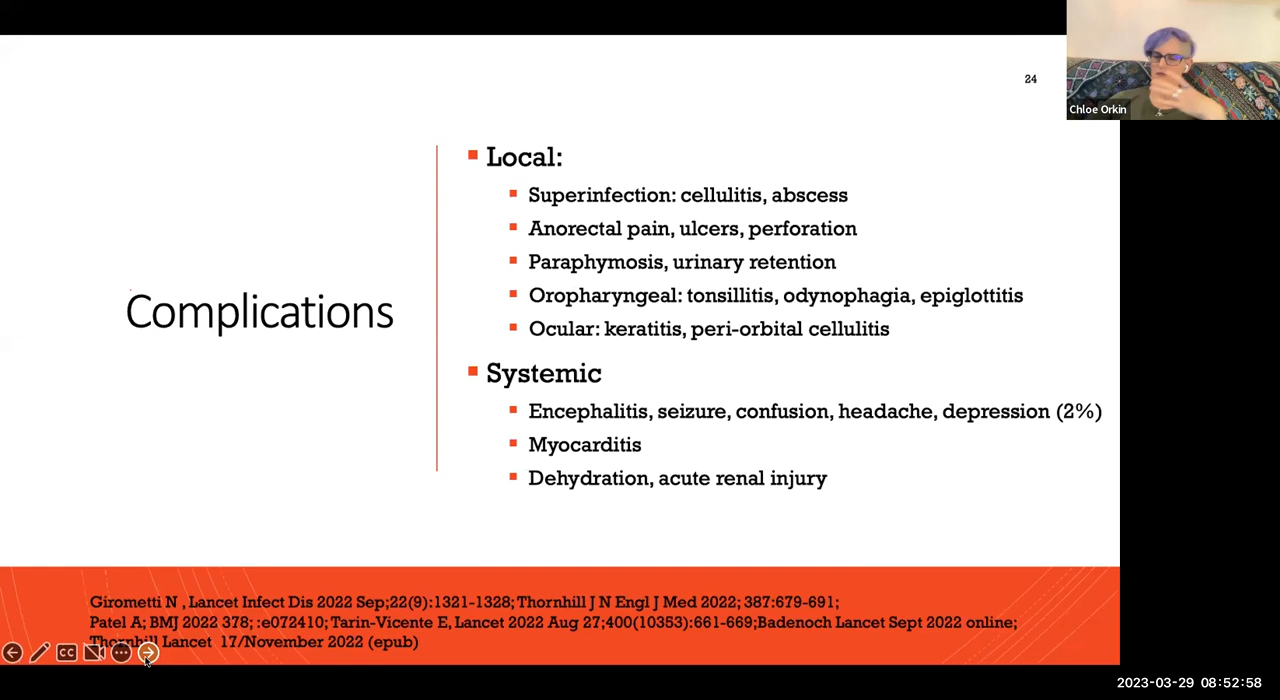 24
Chloe Orkin
Complications
Local:
Superinfection: cellulitis, abscess
Anorectal pain, ulcers, perforation
Paraphymosis, urinary retention
Oropharyngeal: tonsillitis, odynophagia, epiglottitis
Ocular: keratitis, peri-orbital cellulitis
Systemic
Encephalitis, seizure, confusion, headache, depression (2%)
Myocarditis
Dehydration, acute renal injury
Girometti N , Lancet Infect Dis 2022 Sep;22(9):1321-1328; Thornhill J N Engl J Med 2022; 387:679-691;
Patel A; BMJ 2022 378; :e072410; Tarin-Vicente E, Lancet 2022 Aug 27;400(10353):661-669;Badenoch Lancet Sept 2022 online;
Thornhill Lancet 17/November 2022 (epub)
CC
2023-03-29 08:52:58